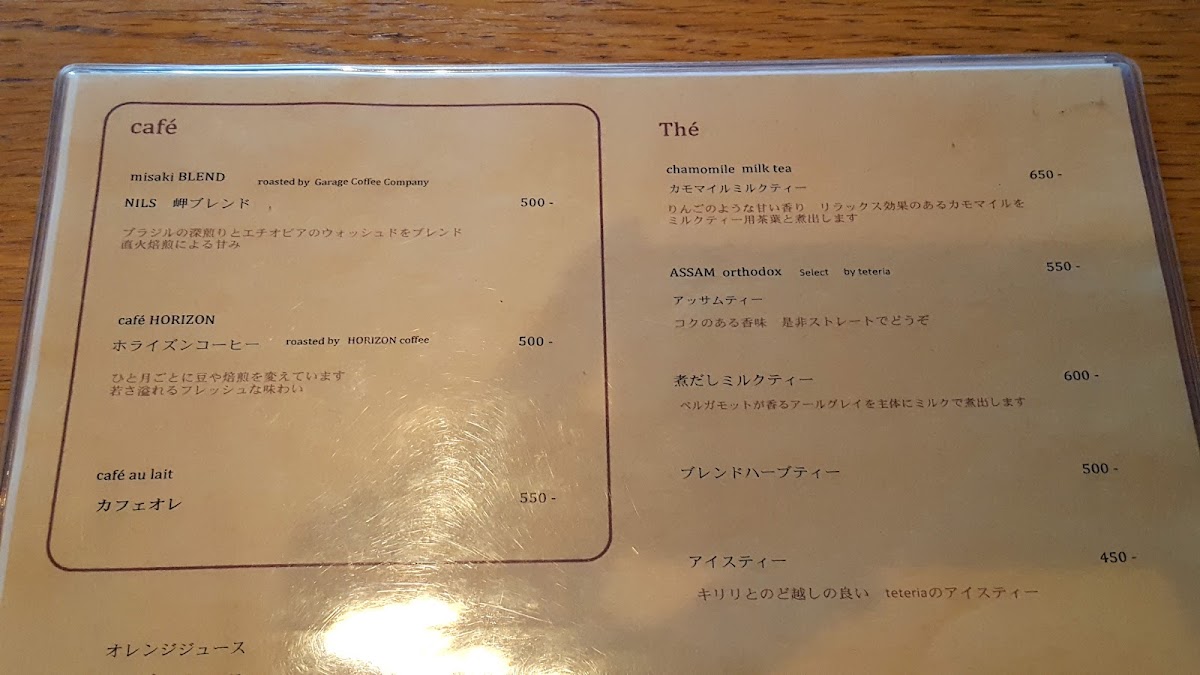 café
misaki BLEND roasted by Garage Coffee Company
NILS 岬ブレンド 500-
ブラジルの深煎りとエチオピアのウォッシュドをブレンド
直火焙煎による甘み
café HORIZON
ホライズンコーヒー roasted by HORIZON coffee 500-
ひと月ごとに豆や焙煎を変えています
若さ溢れるフレッシュな味わい
café au lait
カフェオレ 550-
オレンジジュース
Thé
chamomile milk tea 650-
カモマイルミルクティー
りんごのような甘い香り リラックス効果のあるカモマイルを
ミルクティー用茶葉と煮出します
ASSAM orthodox Select by teteria 550-
アッサムティー
コクのある香味 是非ストレートでどうぞ
煮だしミルクティー 600-
ベルガモットが香るアールグレイを主体にミルクで煮出します
ブレンドハーブティー 500-
アイスティー 450-
キリリとのど越しの良い teteriaのアイスティー